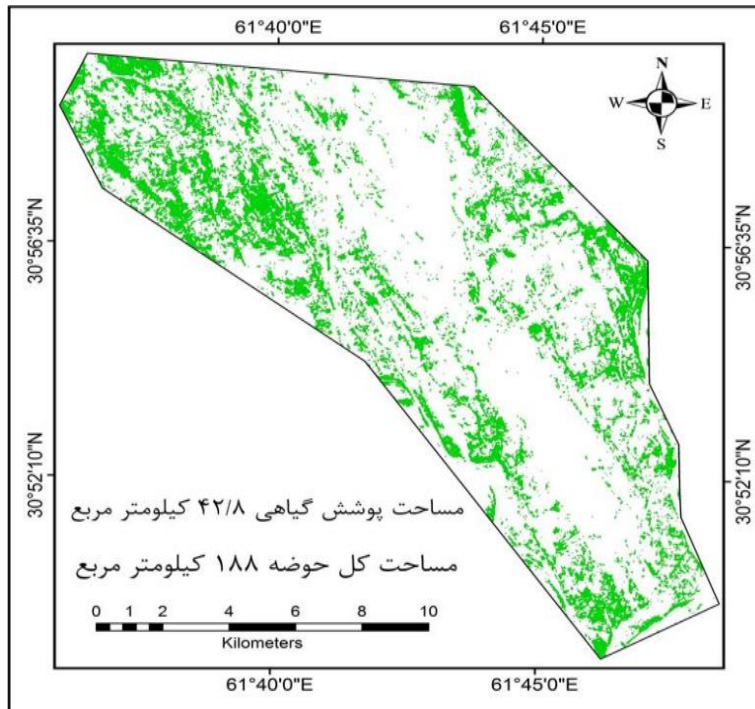 61°40'0"E 61°45'0"E
N
W E
S
30°56'35"N 30°56'35"N
30°52'10"N 30°52'10"N
مساحت پوشش گیاهی ۴۲/۸ کیلومتر مربع
مساحت کل حوضه ۱۸۸ کیلومتر مربع
0 1 2 4 6 8 10
Kilometers
61°40'0"E 61°45'0"E